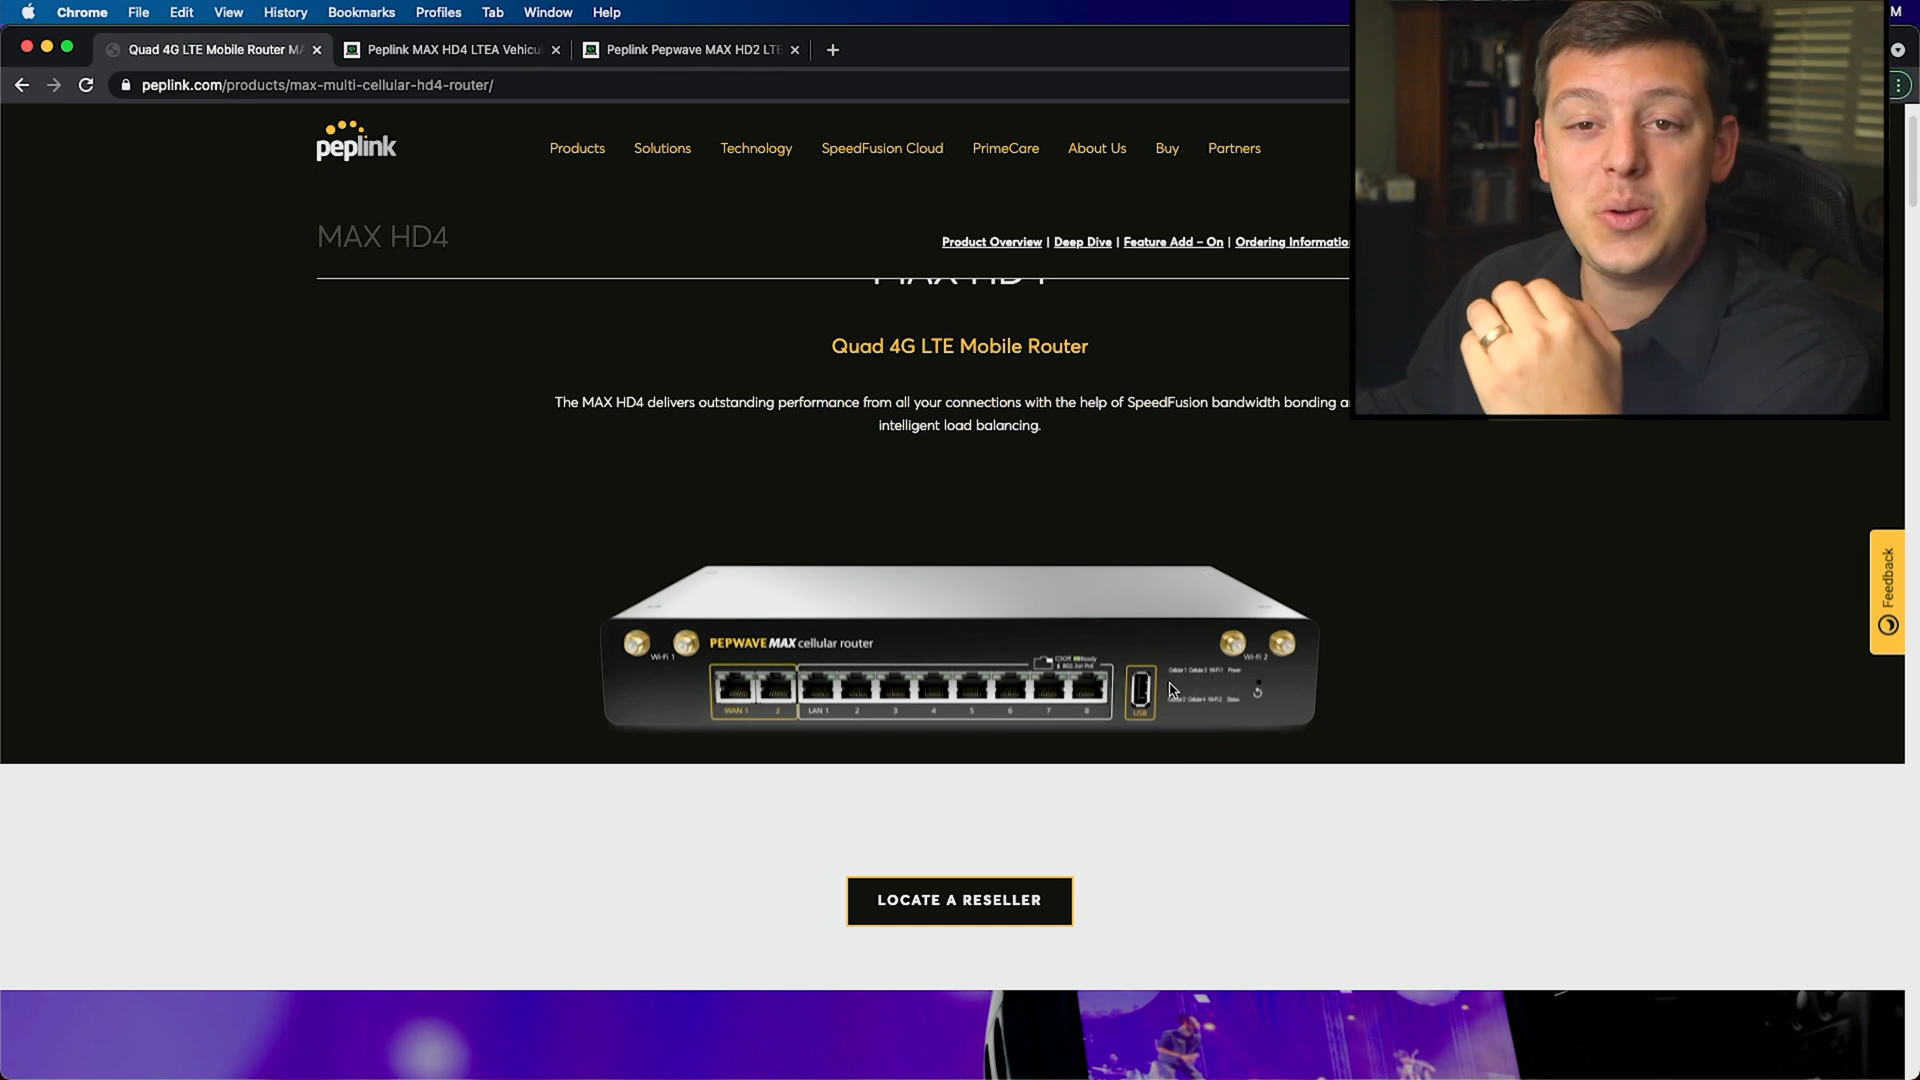 Chrome File Edit View History Bookmarks Profiles Tab Window Help
M
Quad 4G LTE Mobile Router MA
Peplink MAX HD4 LTEA Vehicu
Peplink Pepwave MAX HD2 LTE
peplink.com/products/max-multi-cellular-hd4-router/
peplink
Products Solutions Technology SpeedFusion Cloud PrimeCare About Us Buy Partners
MAX HD4
Product Overview | Deep Dive | Feature Add – On | Ordering Informatio
MAX HD4
Quad 4G LTE Mobile Router
The MAX HD4 delivers outstanding performance from all your connections with the help of SpeedFusion bandwidth bonding a
intelligent load balancing.
PEPWAVE MAX cellular router
Wi-Fi 1
Wi-Fi 2
Off Ready
802.3at PoE
Cellular 1 Cellular 3 Wi-Fi 1 Power
Cellular 4 Wi-Fi 2 Status
WAN 1 2 LAN 1 2 3 4 5 6 7 8 USB
Feedback
LOCATE A RESELLER